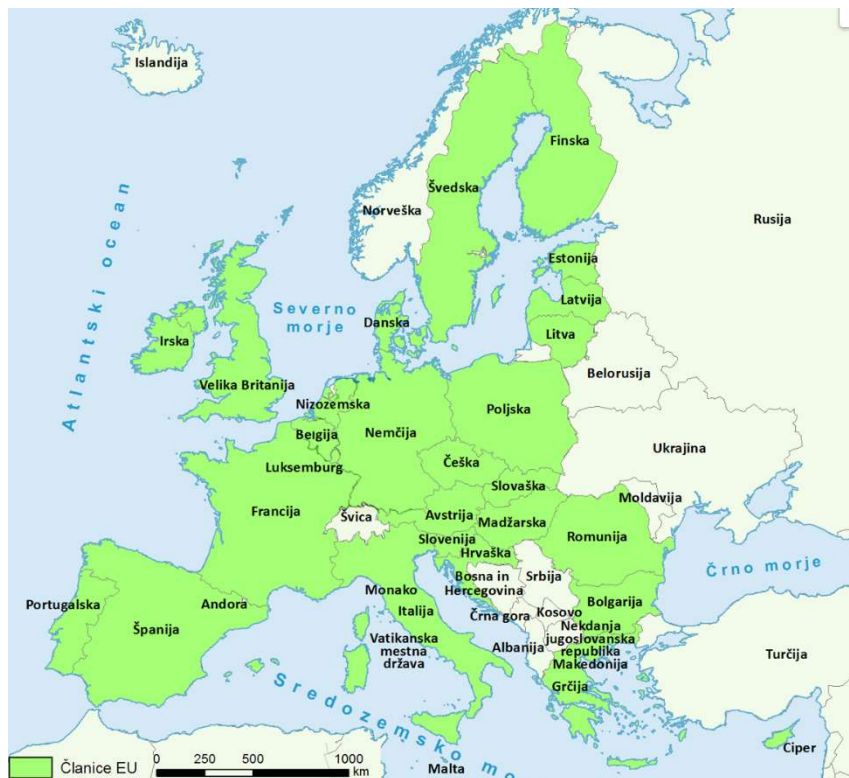 Islandija
Finska
Švedska
Norveška
Rusija
Atlantski ocean
Estonija
Severno
morje
Latvija
Danska
Litva
Irska
Belorusija
Velika Britanija
Nizozemska
Poljska
Belgija
Nemčija
Ukrajina
Luksemburg
Češka
Slovaška
Moldavija
Francija
Švica
Avstrija
Madžarska
Romunija
Slovenija
Hrvaška
Črno morje
Bosna in
Hercegovina
Srbija
Monako
Andora
Portugalska
Italija
Bolgarija
Kosovo
Črna gora
Španija
Vatikanska
mestna
država
Nekdanja
jugoslovanska
republika
Makedonija
Albanija
Turčija
Grčija
Sredozemsko mo
Ciper
Malta
Članice EU
0 250 500 1000
km